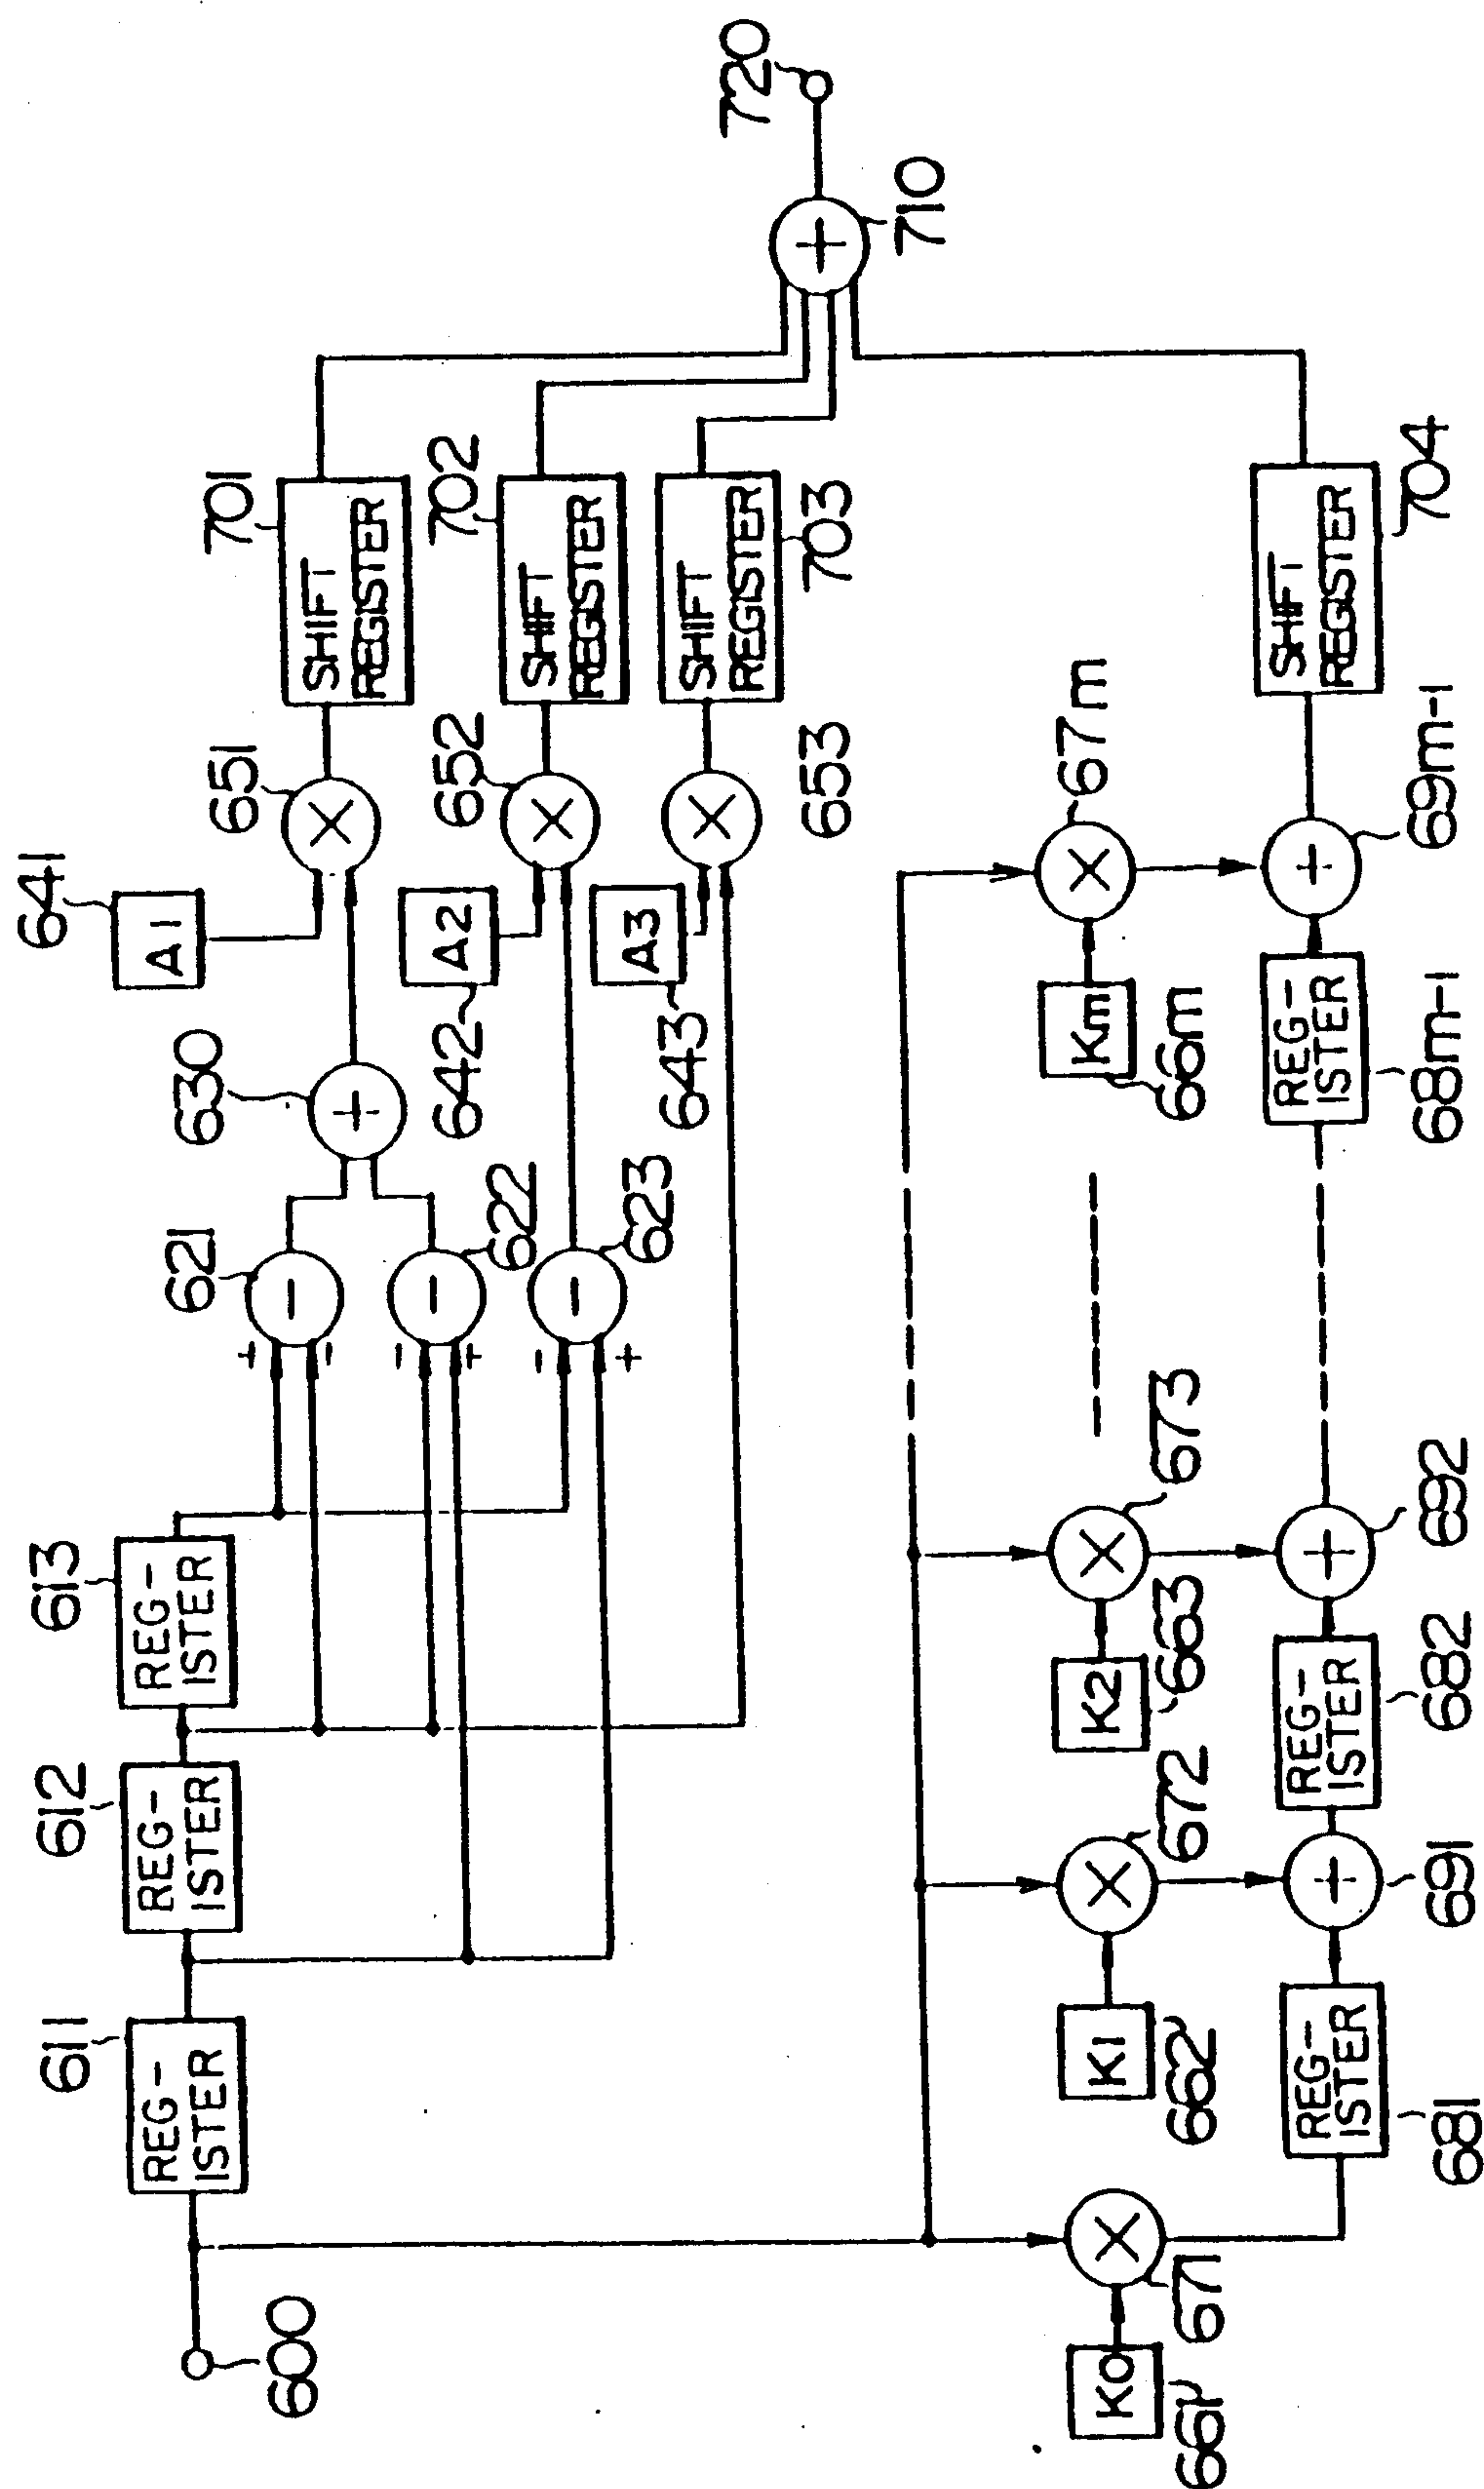 600
611
REG-
ISTER
612
REG-
ISTER
613
REG-
ISTER
621
+
-
-
622
-
+
-
623
-
+
-
630
+
641
A1
642
A2
643
A3
651
×
652
×
653
×
701
SHIFT
REGISTER
702
SHIFT
REGISTER
703
SHIFT
REGISTER
710
+
720
661
K0
671
×
662
K1
672
×
663
K2
673
×
66m
Km
67m
×
681
REG-
ISTER
691
+
682
REG-
ISTER
692
+
68m-1
REG-
ISTER
69m-1
+
704
SHIFT
REGISTER